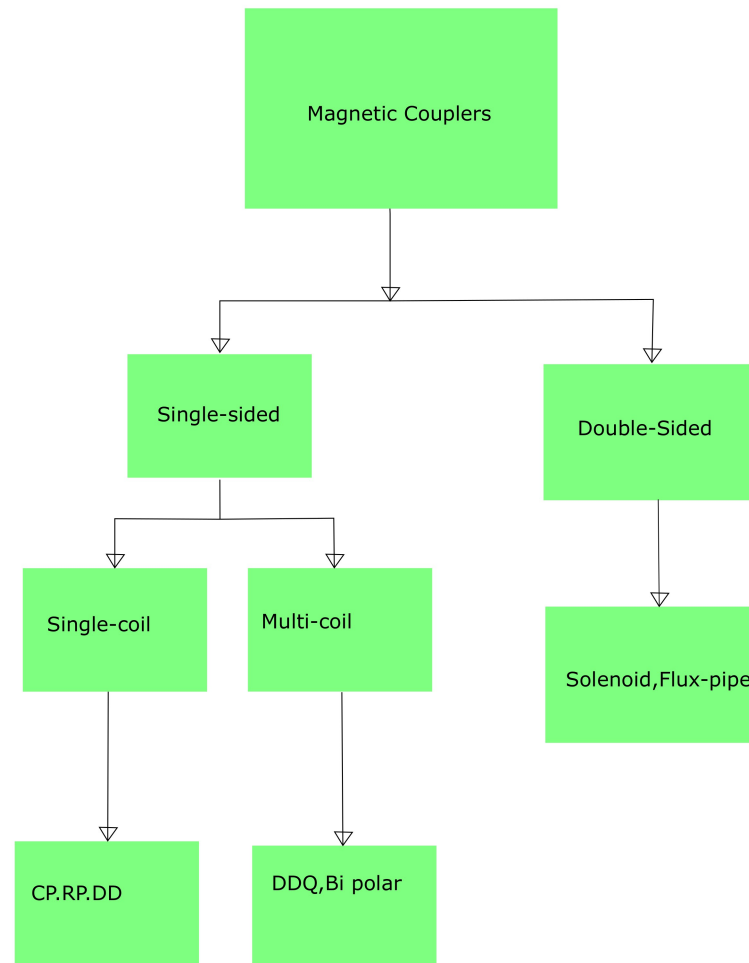 Magnetic Couplers
Single-sided
Double-Sided
Single-coil
Multi-coil
Solenoid,Flux-pipe
CP.RP.DD
DDQ,Bi polar